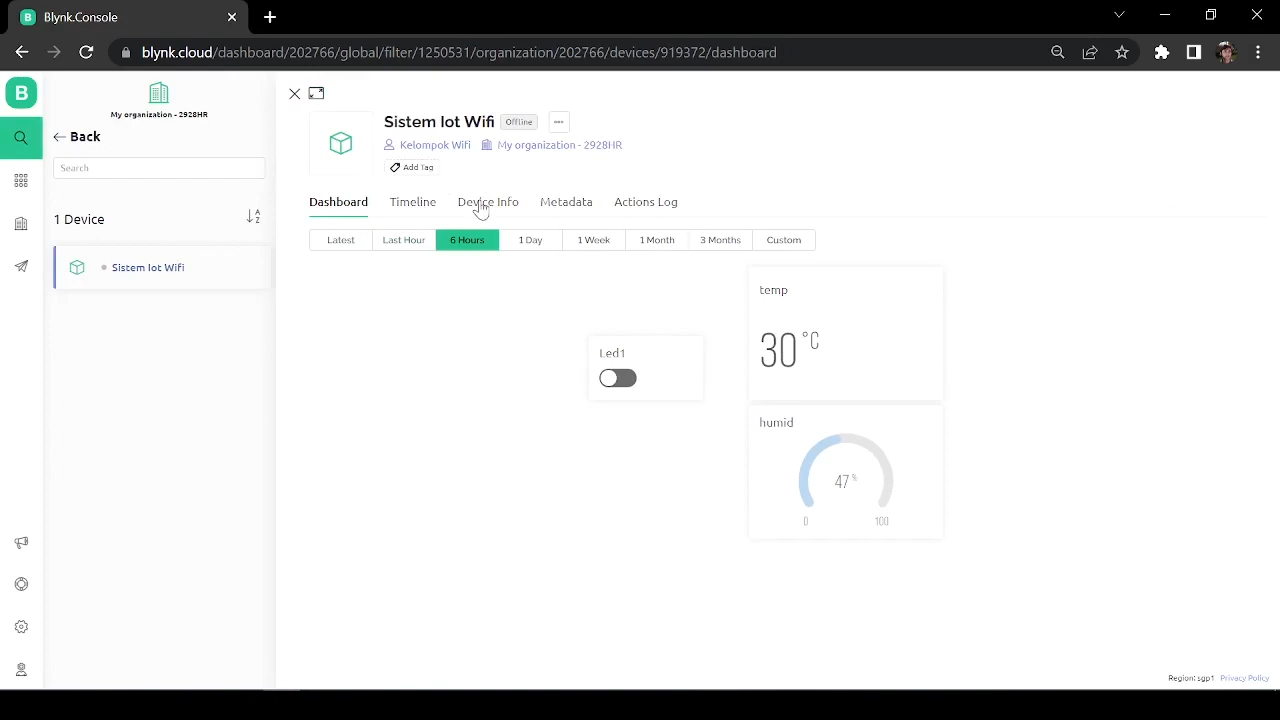 Blynk.Console
blynk.cloud/dashboard/202766/global/filter/1250531/organization/202766/devices/919372/dashboard
B
My organization - 2928HR
Back
Search
1 Device
Sistem Iot Wifi
Sistem Iot Wifi Offline
Kelompok Wifi My organization - 2928HR
Add Tag
Dashboard Timeline Device Info Metadata Actions Log
Latest Last Hour 6 Hours 1 Day 1 Week 1 Month 3 Months Custom
Led1
temp
30 °C
humid
47 %
0 100
Region: sgp1 Privacy Policy